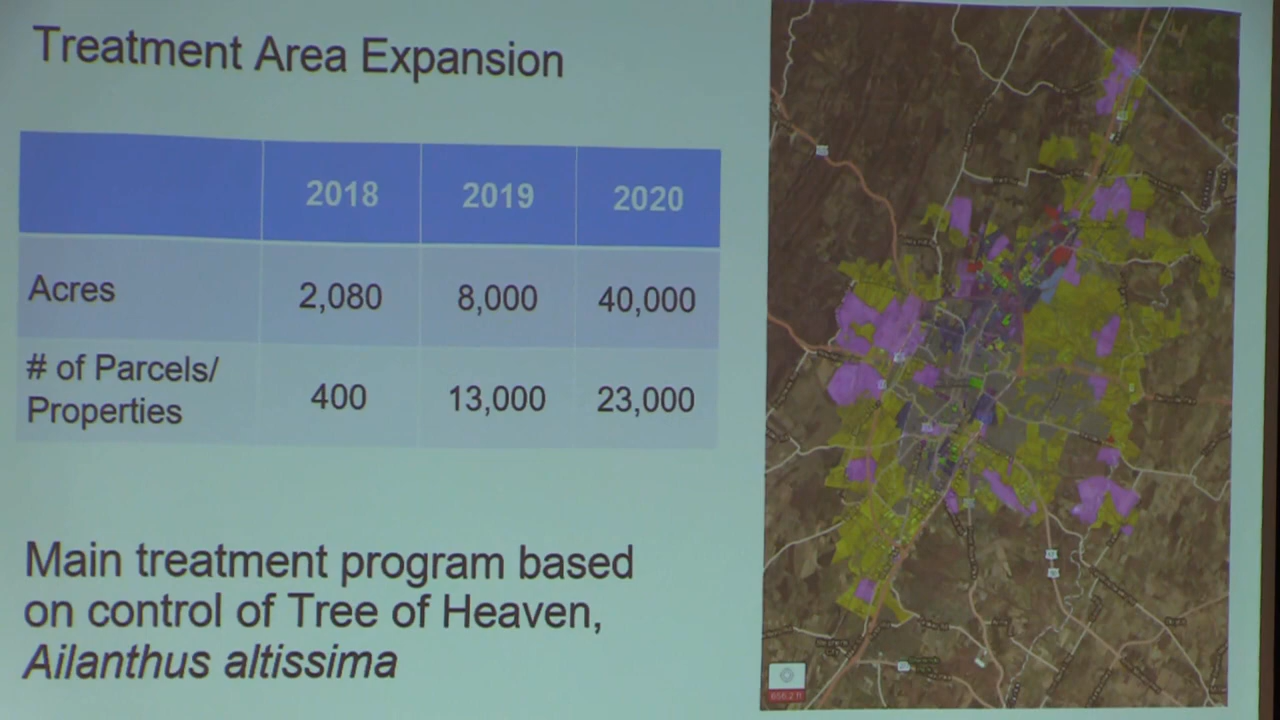 Treatment Area Expansion
2018 2019 2020
Acres 2,080 8,000 40,000
# of Parcels/
Properties 400 13,000 23,000
Main treatment program based
on control of Tree of Heaven,
Ailanthus altissima